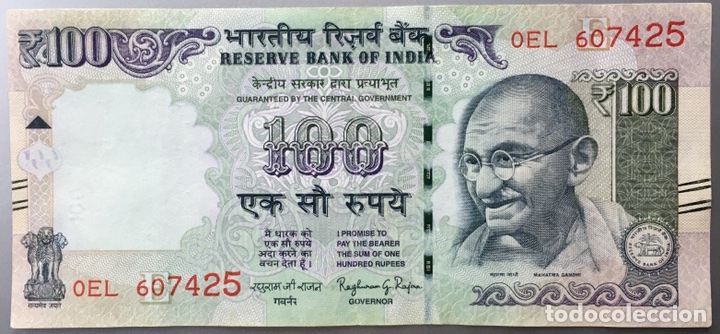 ₹100
भारतीय रिज़र्व बैंक
RESERVE BANK OF INDIA
0EL 607425
केन्द्रीय सरकार द्वारा प्रत्याभूत
GUARANTEED BY THE CENTRAL GOVERNMENT
100
₹100
एक सौ रुपये
मैं धारक को
एक सौ रुपये
अदा करने का
वचन देता हूँ।
I PROMISE TO
PAY THE BEARER
THE SUM OF ONE
HUNDRED RUPEES
रघुराम जी राजन
गवर्नर
Raghuram G. Rajan
GOVERNOR
महात्मा गांधी MAHATMA GANDHI
सत्यमेव जयते
0EL 607425
todocoleccion